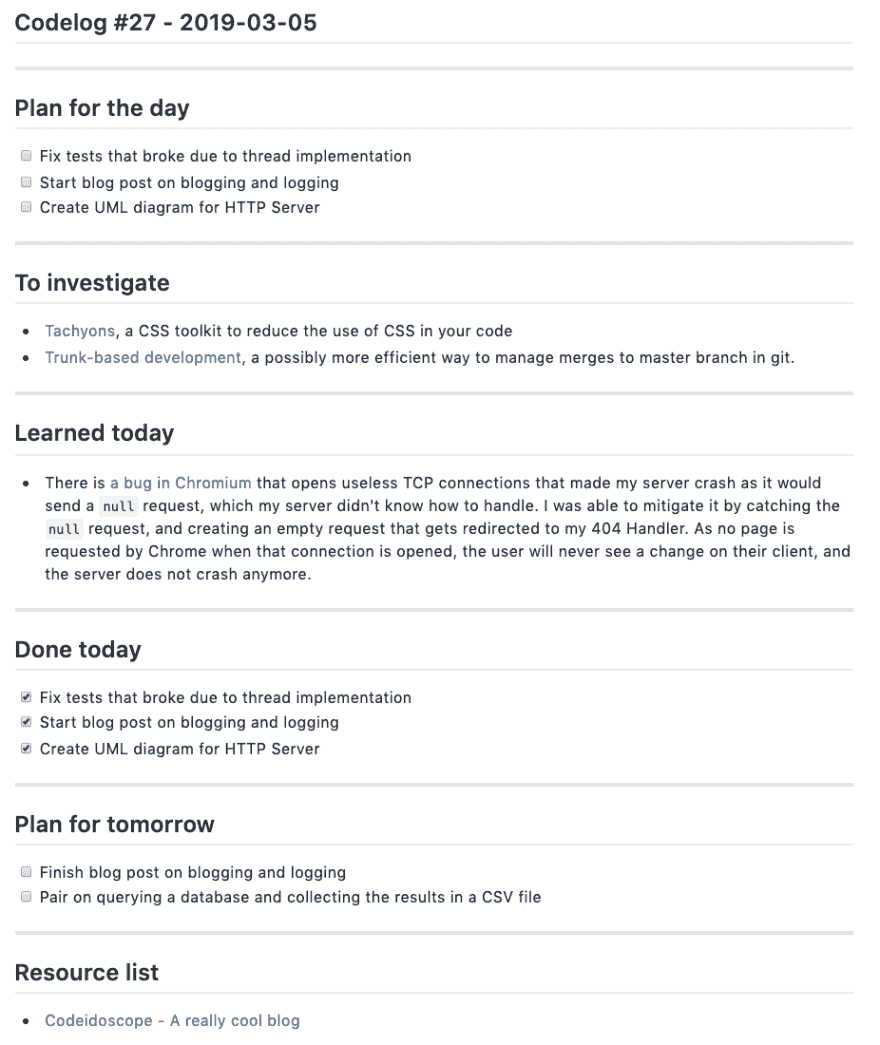 Codelog #27 - 2019-03-05
Plan for the day
Fix tests that broke due to thread implementation
Start blog post on blogging and logging
Create UML diagram for HTTP Server
To investigate
Tachyons, a CSS toolkit to reduce the use of CSS in your code
Trunk-based development, a possibly more efficient way to manage merges to master branch in git.
Learned today
There is a bug in Chromium that opens useless TCP connections that made my server crash as it would
send a null request, which my server didn't know how to handle. I was able to mitigate it by catching the
null request, and creating an empty request that gets redirected to my 404 Handler. As no page is
requested by Chrome when that connection is opened, the user will never see a change on their client, and
the server does not crash anymore.
Done today
Fix tests that broke due to thread implementation
Start blog post on blogging and logging
Create UML diagram for HTTP Server
Plan for tomorrow
Finish blog post on blogging and logging
Pair on querying a database and collecting the results in a CSV file
Resource list
Codeidoscope - A really cool blog